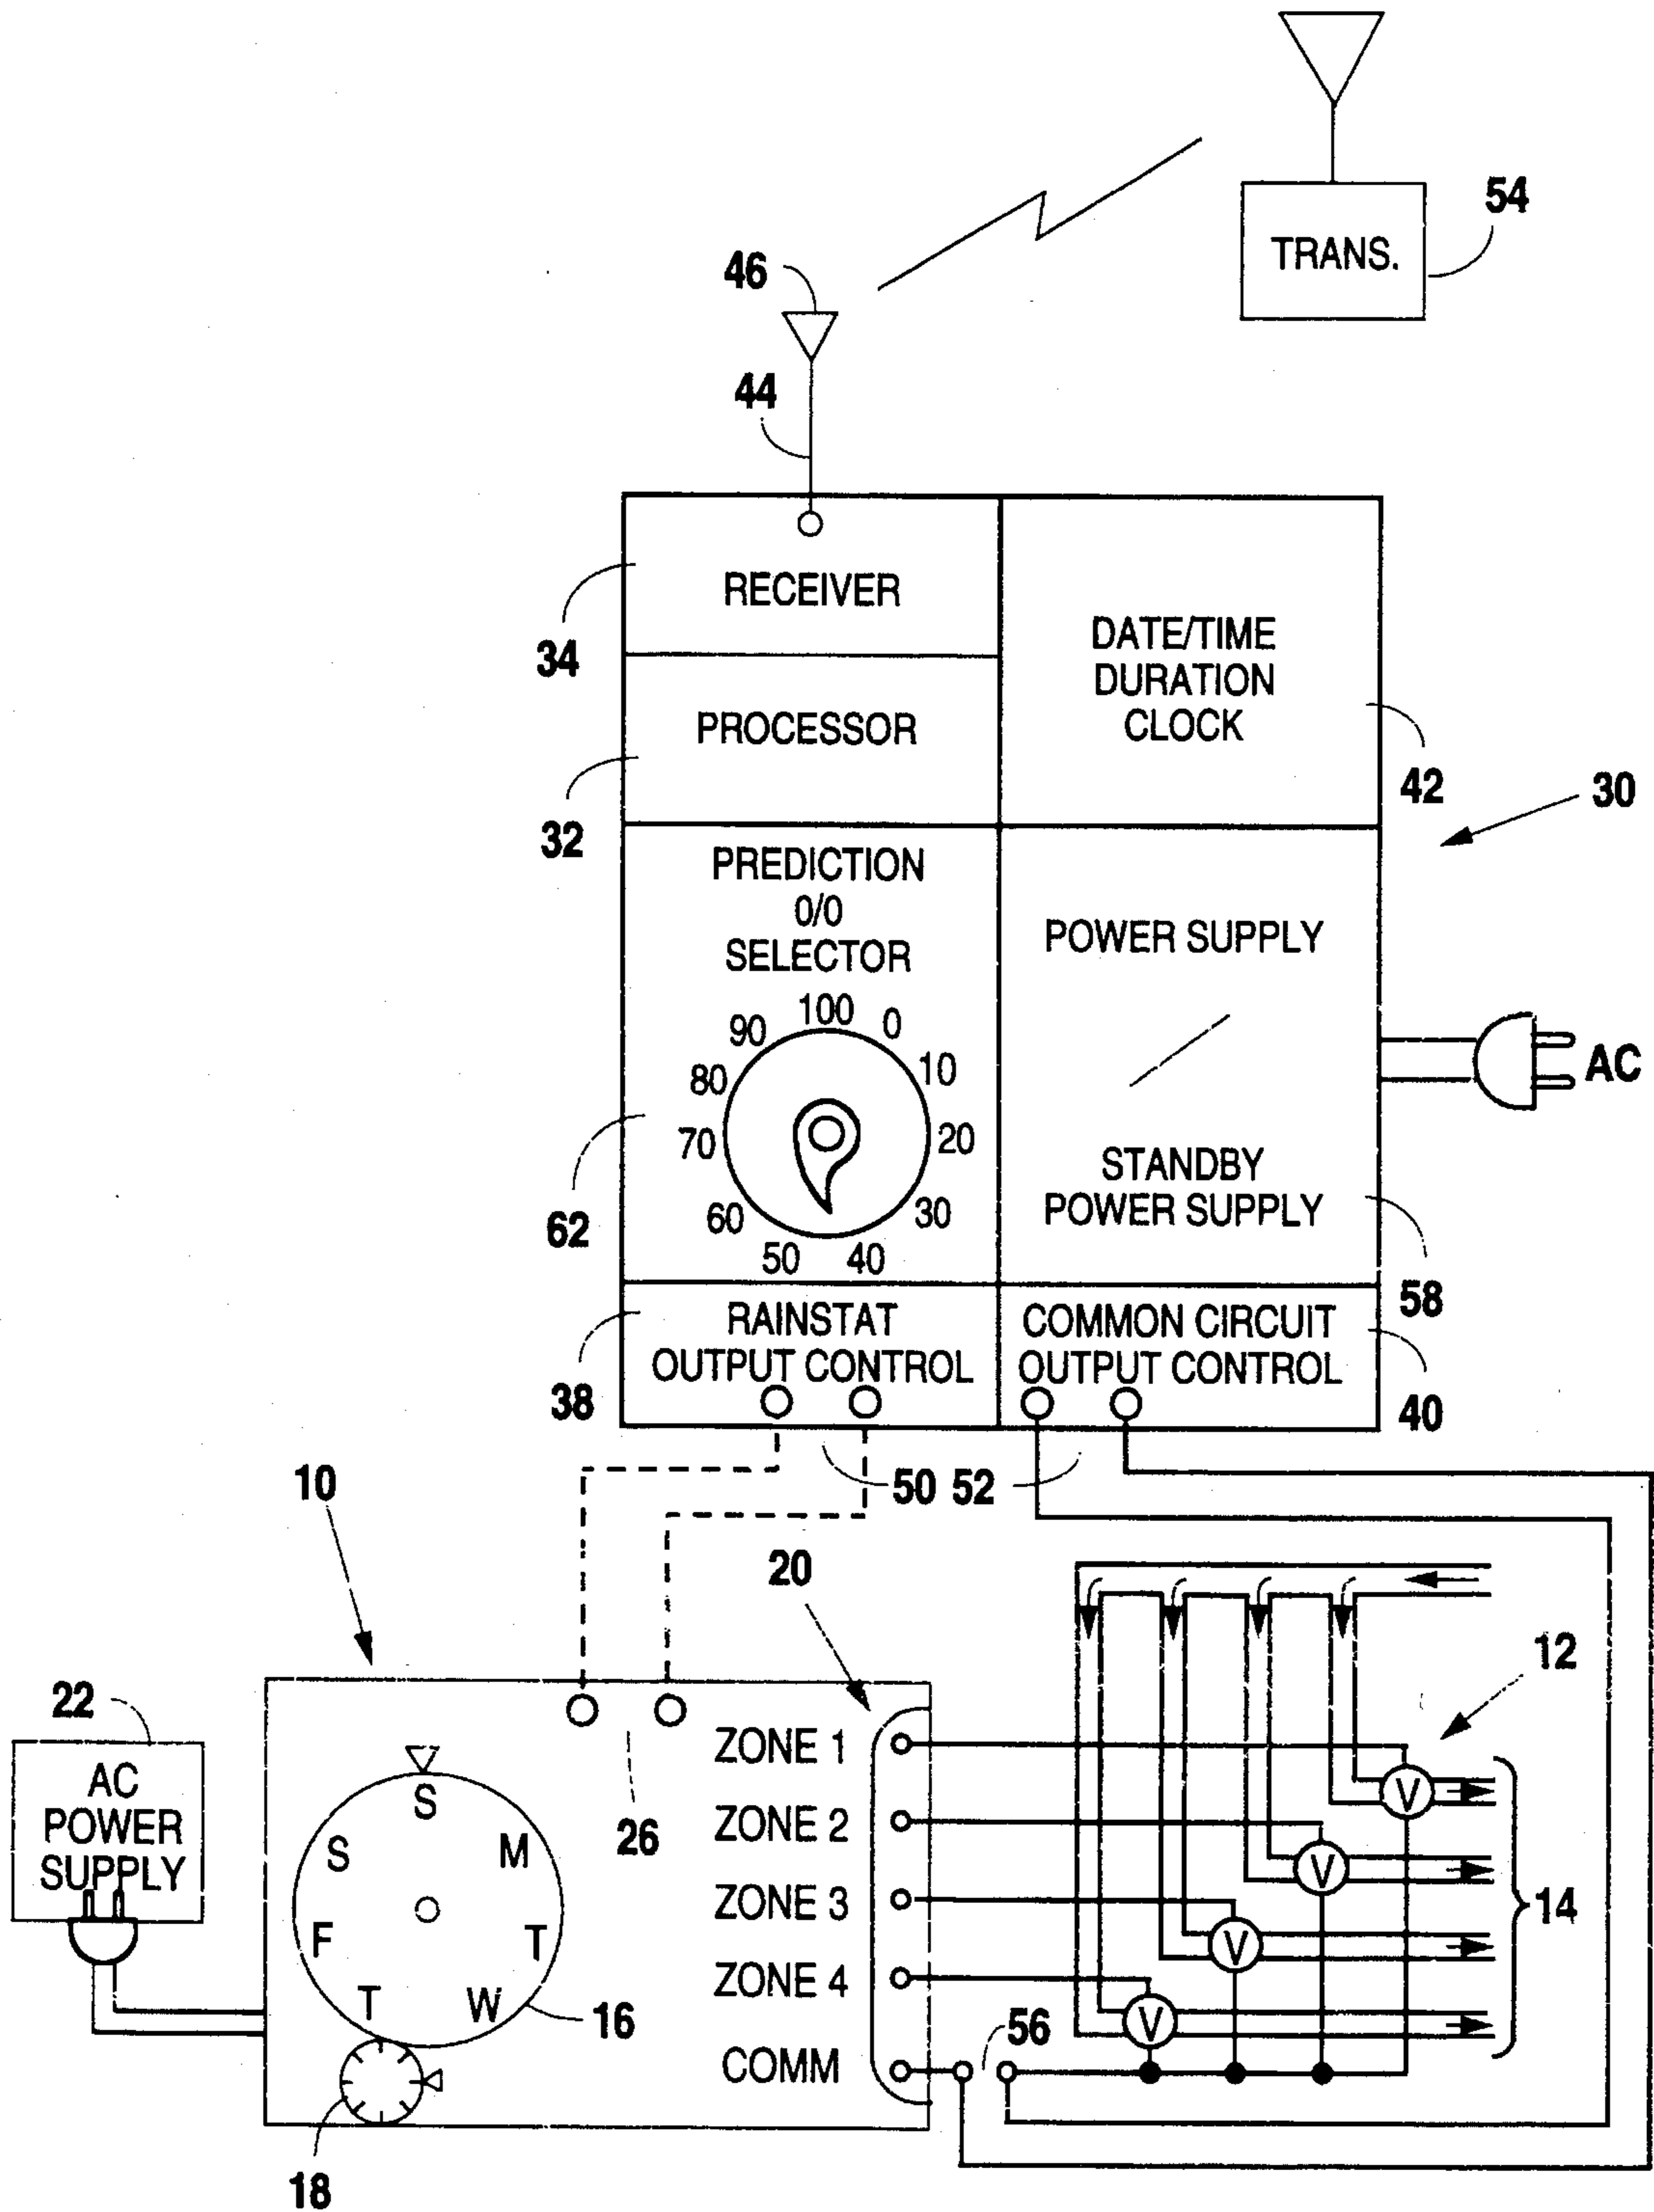 54
TRANS.
46
44
RECEIVER
34
DATE/TIME
DURATION
CLOCK
PROCESSOR
42
30
32
PREDICTION
0/0
SELECTOR
POWER SUPPLY
100
90
0
80
10
AC
70
20
STANDBY
POWER SUPPLY
60
30
62
50
40
58
RAINSTAT
OUTPUT CONTROL
COMMON CIRCUIT
OUTPUT CONTROL
38
40
10
50
52
20
12
22
AC
POWER
SUPPLY
S
M
T
W
T
F
S
26
16
18
ZONE 1
ZONE 2
ZONE 3
ZONE 4
COMM
V
V
V
V
14
56